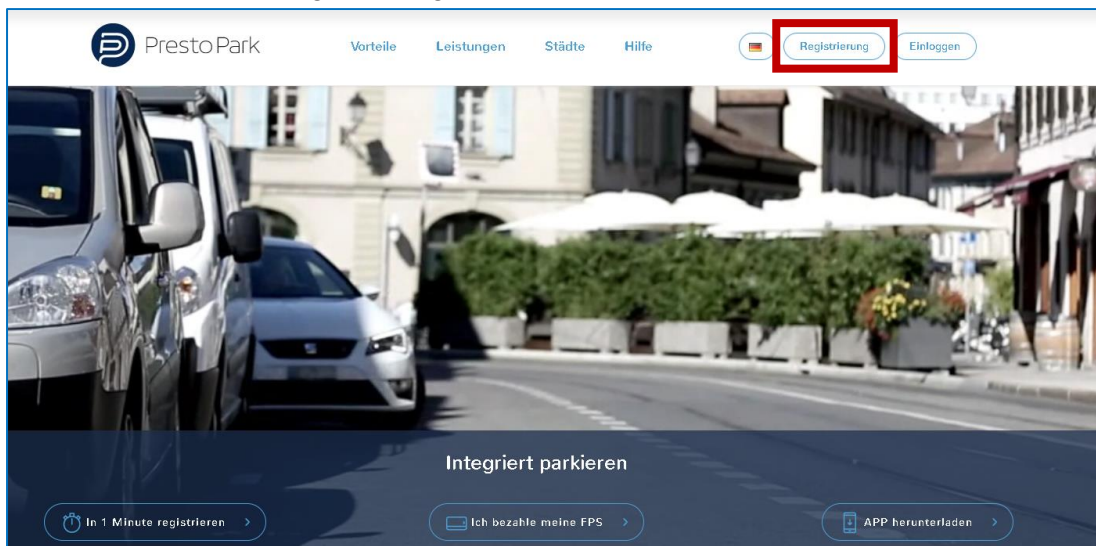 PrestoPark
Vorteile Leistungen Städte Hilfe
Registrierung Einloggen
Integriert parkieren
In 1 Minute registrieren
Ich bezahle meine FPS
APP herunterladen